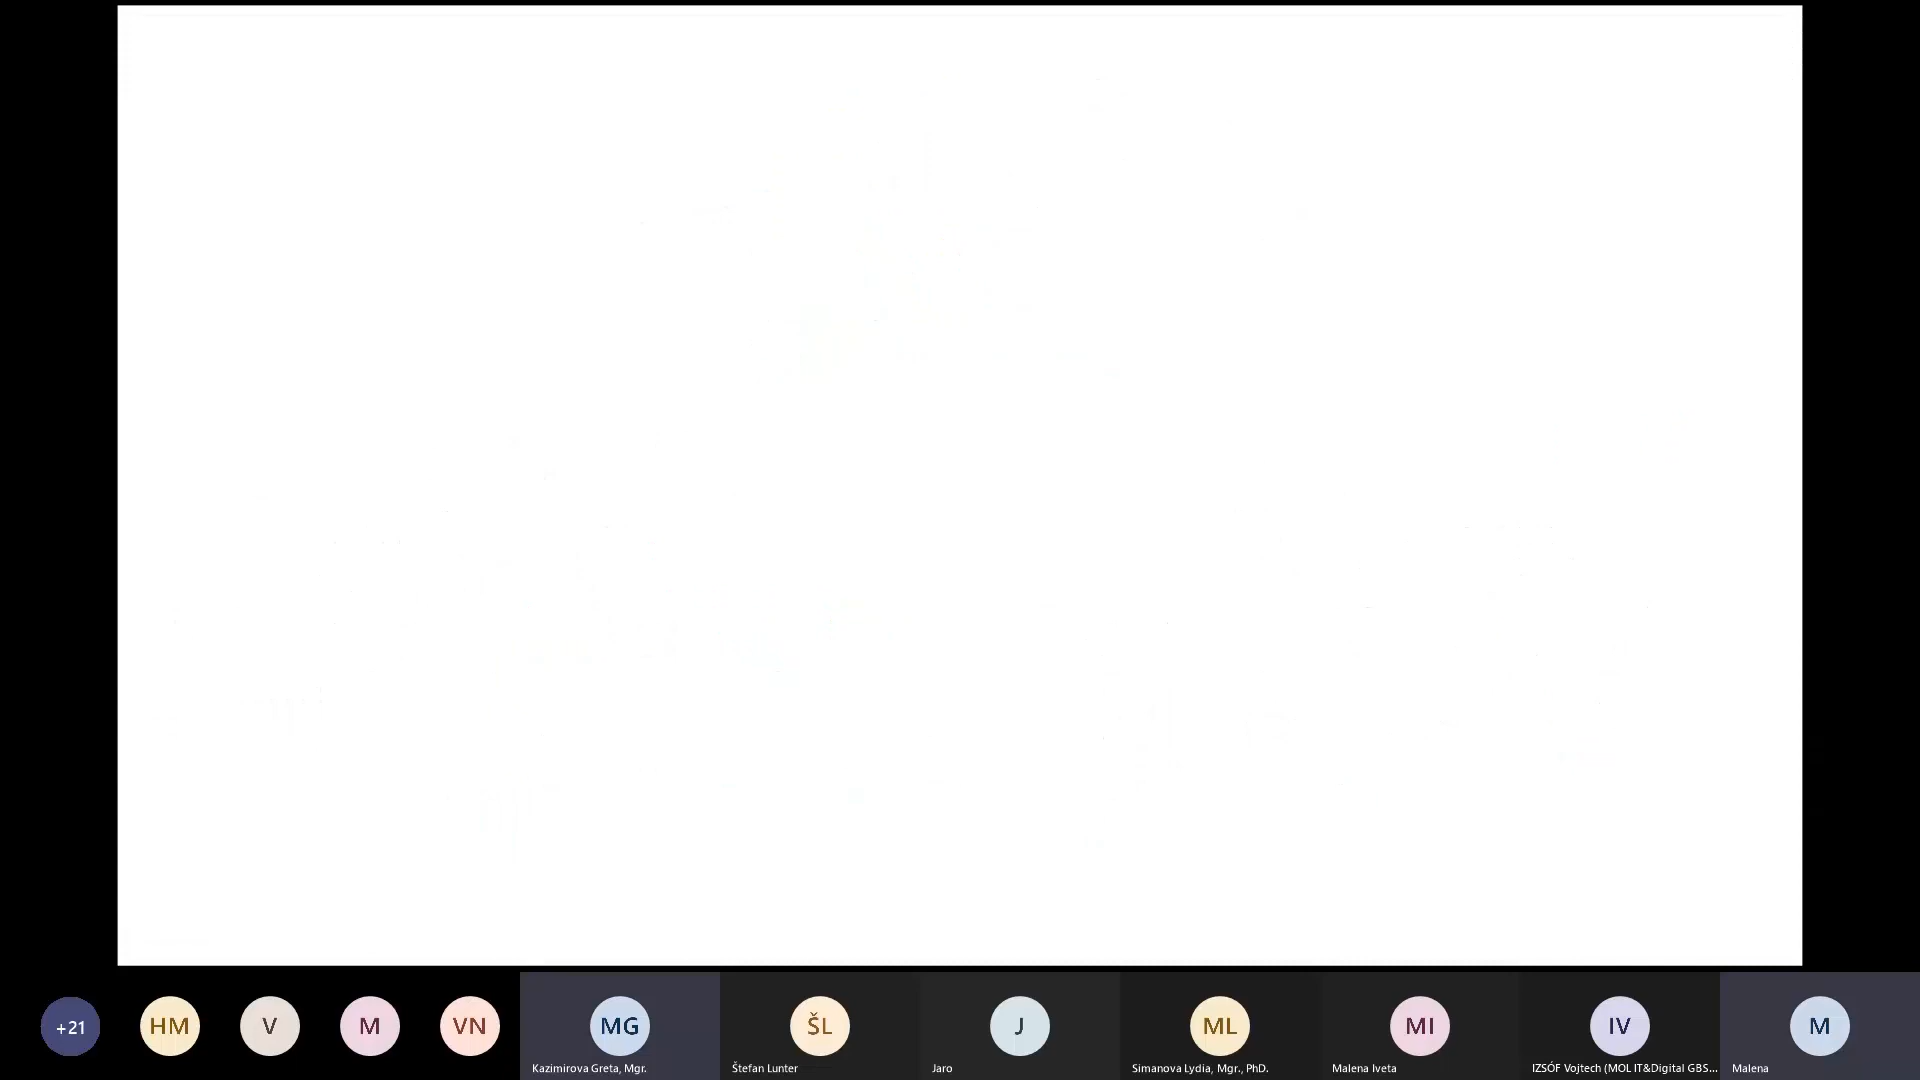 +21
HM
V
M
VN
MG
ŠL
J
ML
MI
IV
M
Kazimirova Greta, Mgr.
Štefan Lunter
Jaro
Simanova Lydia, Mgr., PhD.
Malena Iveta
IZSÓF Vojtech (MOL IT&Digital GBS...
Malena